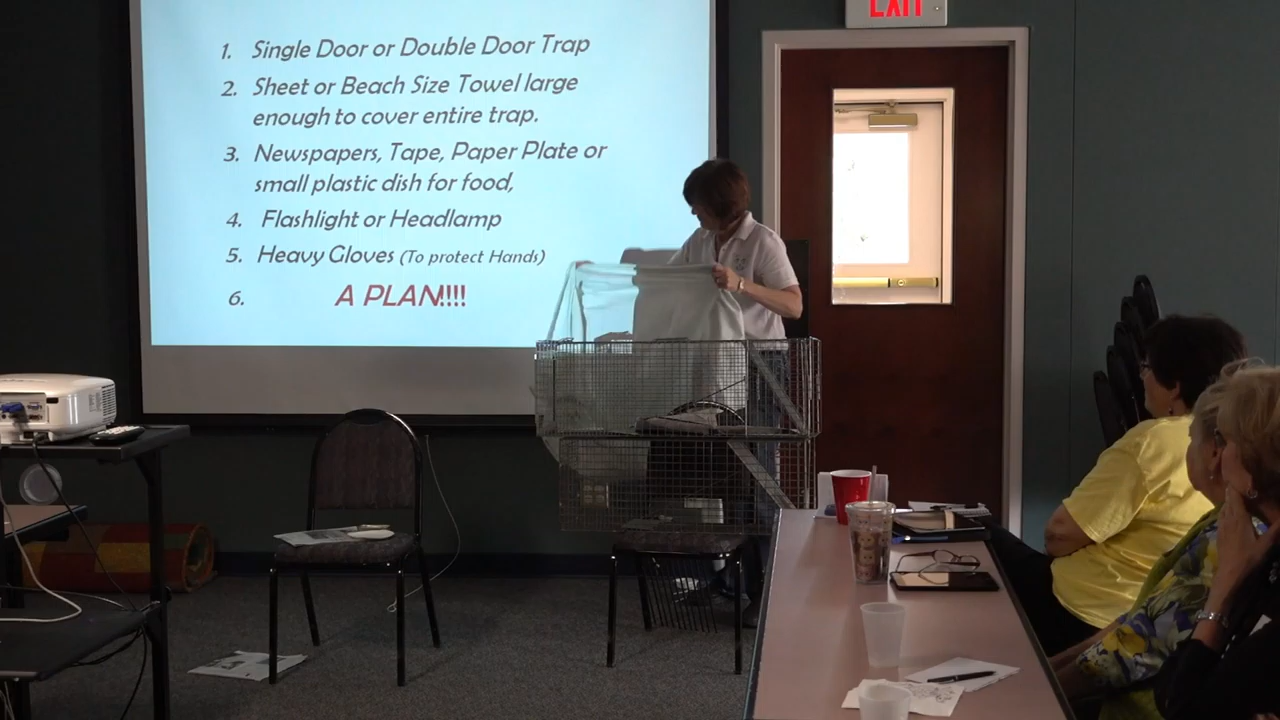 EXIT
1. Single Door or Double Door Trap
2. Sheet or Beach Size Towel large
enough to cover entire trap.
3. Newspapers, Tape, Paper Plate or
small plastic dish for food,
4. Flashlight or Headlamp
5. Heavy Gloves (To protect Hands)
6. A PLAN!!!!